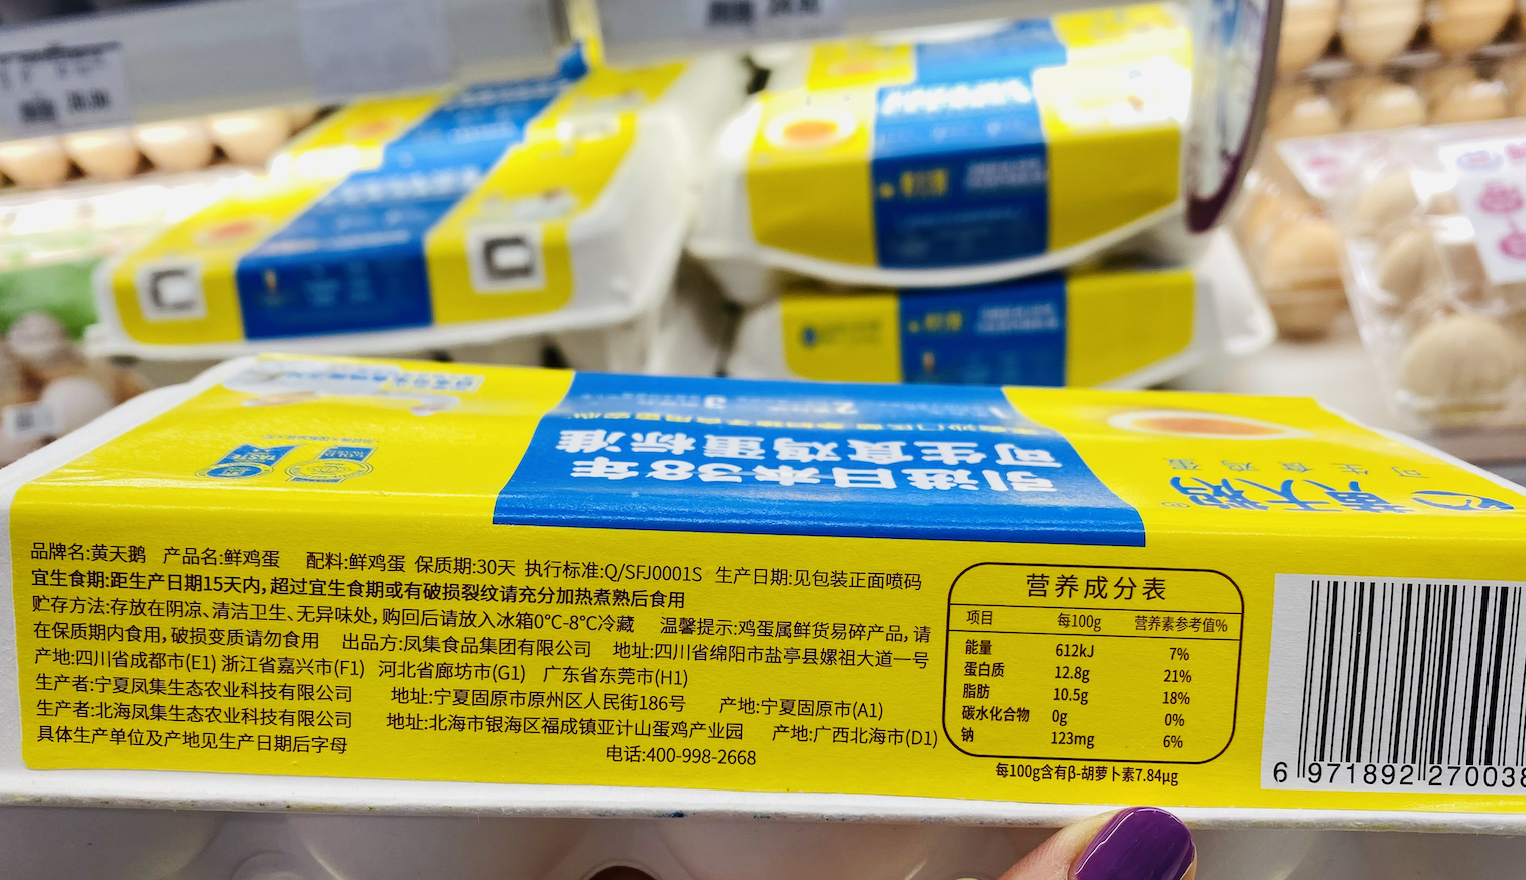 引进日本38年
可生食鸡蛋标准
黄天鹅
可生食鸡蛋
品牌名:黄天鹅 产品名:鲜鸡蛋 配料:鲜鸡蛋 保质期:30天 执行标准:Q/SFJ0001S 生产日期:见包装正面喷码
宜生食期:距生产日期15天内,超过宜生食期或有破损裂纹请充分加热煮熟后食用
贮存方法:存放在阴凉、清洁卫生、无异味处,购回后请放入冰箱0°C-8°C冷藏 温馨提示:鸡蛋属鲜货易碎产品,请
在保质期内食用,破损变质请勿食用 出品方:凤集食品集团有限公司 地址:四川省绵阳市盐亭县嫘祖大道一号
产地:四川省成都市(E1) 浙江省嘉兴市(F1) 河北省廊坊市(G1) 广东省东莞市(H1)
生产者:宁夏凤集生态农业科技有限公司 地址:宁夏固原市原州区人民街186号 产地:宁夏固原市(A1)
生产者:北海凤集生态农业科技有限公司 地址:北海市银海区福成镇亚计山蛋鸡产业园 产地:广西北海市(D1)
具体生产单位及产地见生产日期后字母 电话:400-998-2668
营养成分表
项目 每100g 营养素参考值%
能量 612kJ 7%
蛋白质 12.8g 21%
脂肪 10.5g 18%
碳水化合物 0g 0%
钠 123mg 6%
每100g含有β-胡萝卜素7.84μg
6 971892 270038